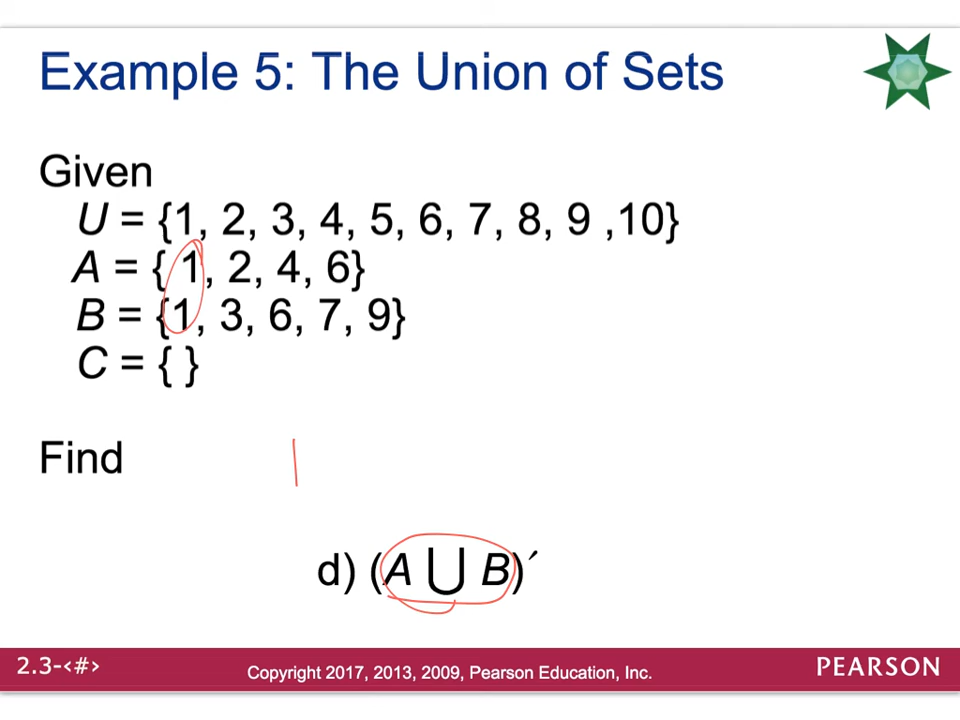 Example 5: The Union of Sets
Given
U = {1, 2, 3, 4, 5, 6, 7, 8, 9 ,10}
A = { 1, 2, 4, 6}
B = {1, 3, 6, 7, 9}
C = { }
Find
d) (A ⋃ B)′
2.3-<#>
Copyright 2017, 2013, 2009, Pearson Education, Inc.
PEARSON